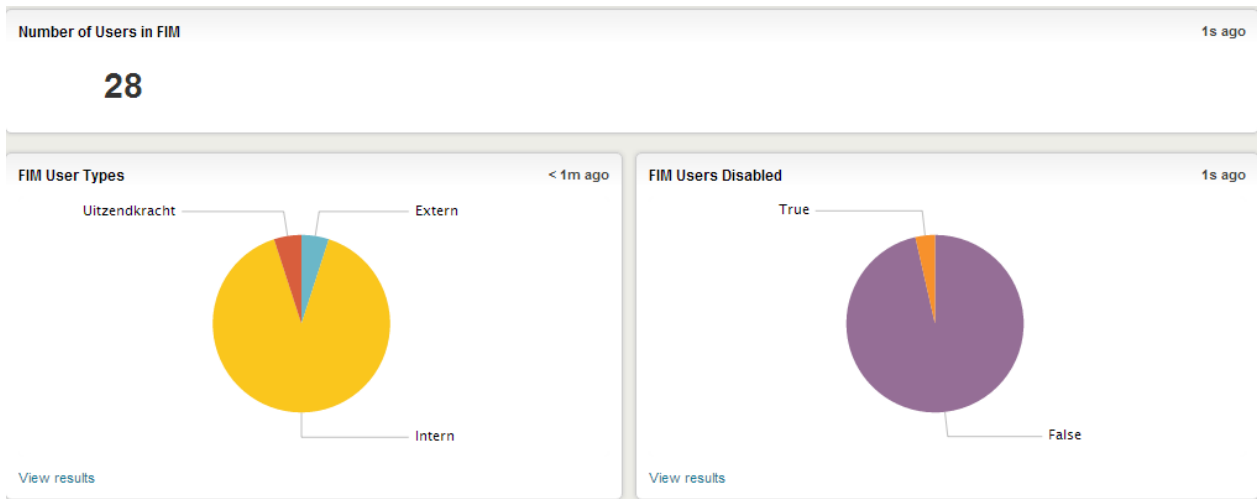 Number of Users in FIM 1s ago
28
FIM User Types < 1m ago
Uitzendkracht Extern
Intern
View results
FIM Users Disabled 1s ago
True
False
View results